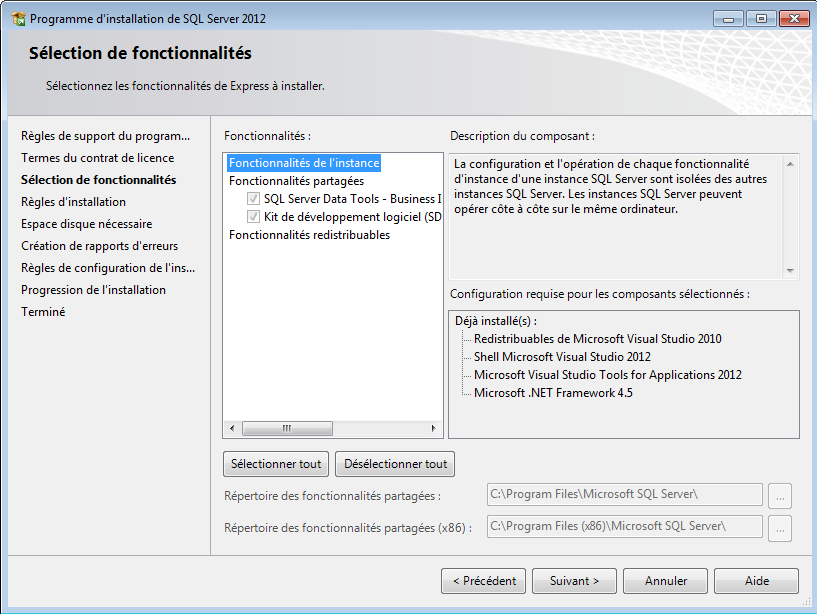 Programme d'installation de SQL Server 2012
Sélection de fonctionnalités
Sélectionnez les fonctionnalités de Express à installer.
Règles de support du program...
Termes du contrat de licence
Sélection de fonctionnalités
Règles d'installation
Espace disque nécessaire
Création de rapports d'erreurs
Règles de configuration de l'ins...
Progression de l'installation
Terminé
Fonctionnalités :
Fonctionnalités de l'instance
Fonctionnalités partagées
SQL Server Data Tools - Business I
Kit de développement logiciel (SD
Fonctionnalités redistribuables
Description du composant :
La configuration et l'opération de chaque fonctionnalité
d'instance d'une instance SQL Server sont isolées des autres
instances SQL Server. Les instances SQL Server peuvent
opérer côte à côte sur le même ordinateur.
Configuration requise pour les composants sélectionnés :
Déjà installé(s) :
Redistribuables de Microsoft Visual Studio 2010
Shell Microsoft Visual Studio 2012
Microsoft Visual Studio Tools for Applications 2012
Microsoft .NET Framework 4.5
Sélectionner tout
Désélectionner tout
Répertoire des fonctionnalités partagées :
C:\Program Files\Microsoft SQL Server\
...
Répertoire des fonctionnalités partagées (x86) :
C:\Program Files (x86)\Microsoft SQL Server\
...
< Précédent
Suivant >
Annuler
Aide